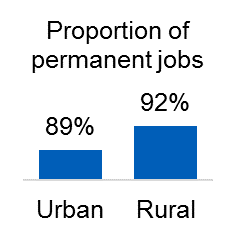 Proportion of
permanent jobs
92%
89%
Urban Rural